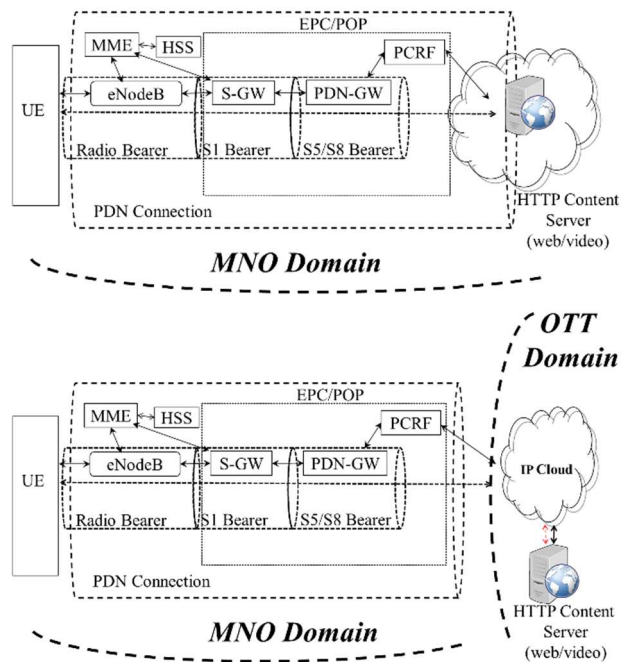 EPC/POP
MME
HSS
PCRF
UE
eNodeB
S-GW
PDN-GW
Radio Bearer
S1 Bearer
S5/S8 Bearer
PDN Connection
HTTP Content
Server
(web/video)
MNO Domain
OTT
Domain
EPC/POP
MME
HSS
PCRF
UE
eNodeB
S-GW
PDN-GW
IP Cloud
Radio Bearer
S1 Bearer
S5/S8 Bearer
PDN Connection
HTTP Content
Server
(web/video)
MNO Domain